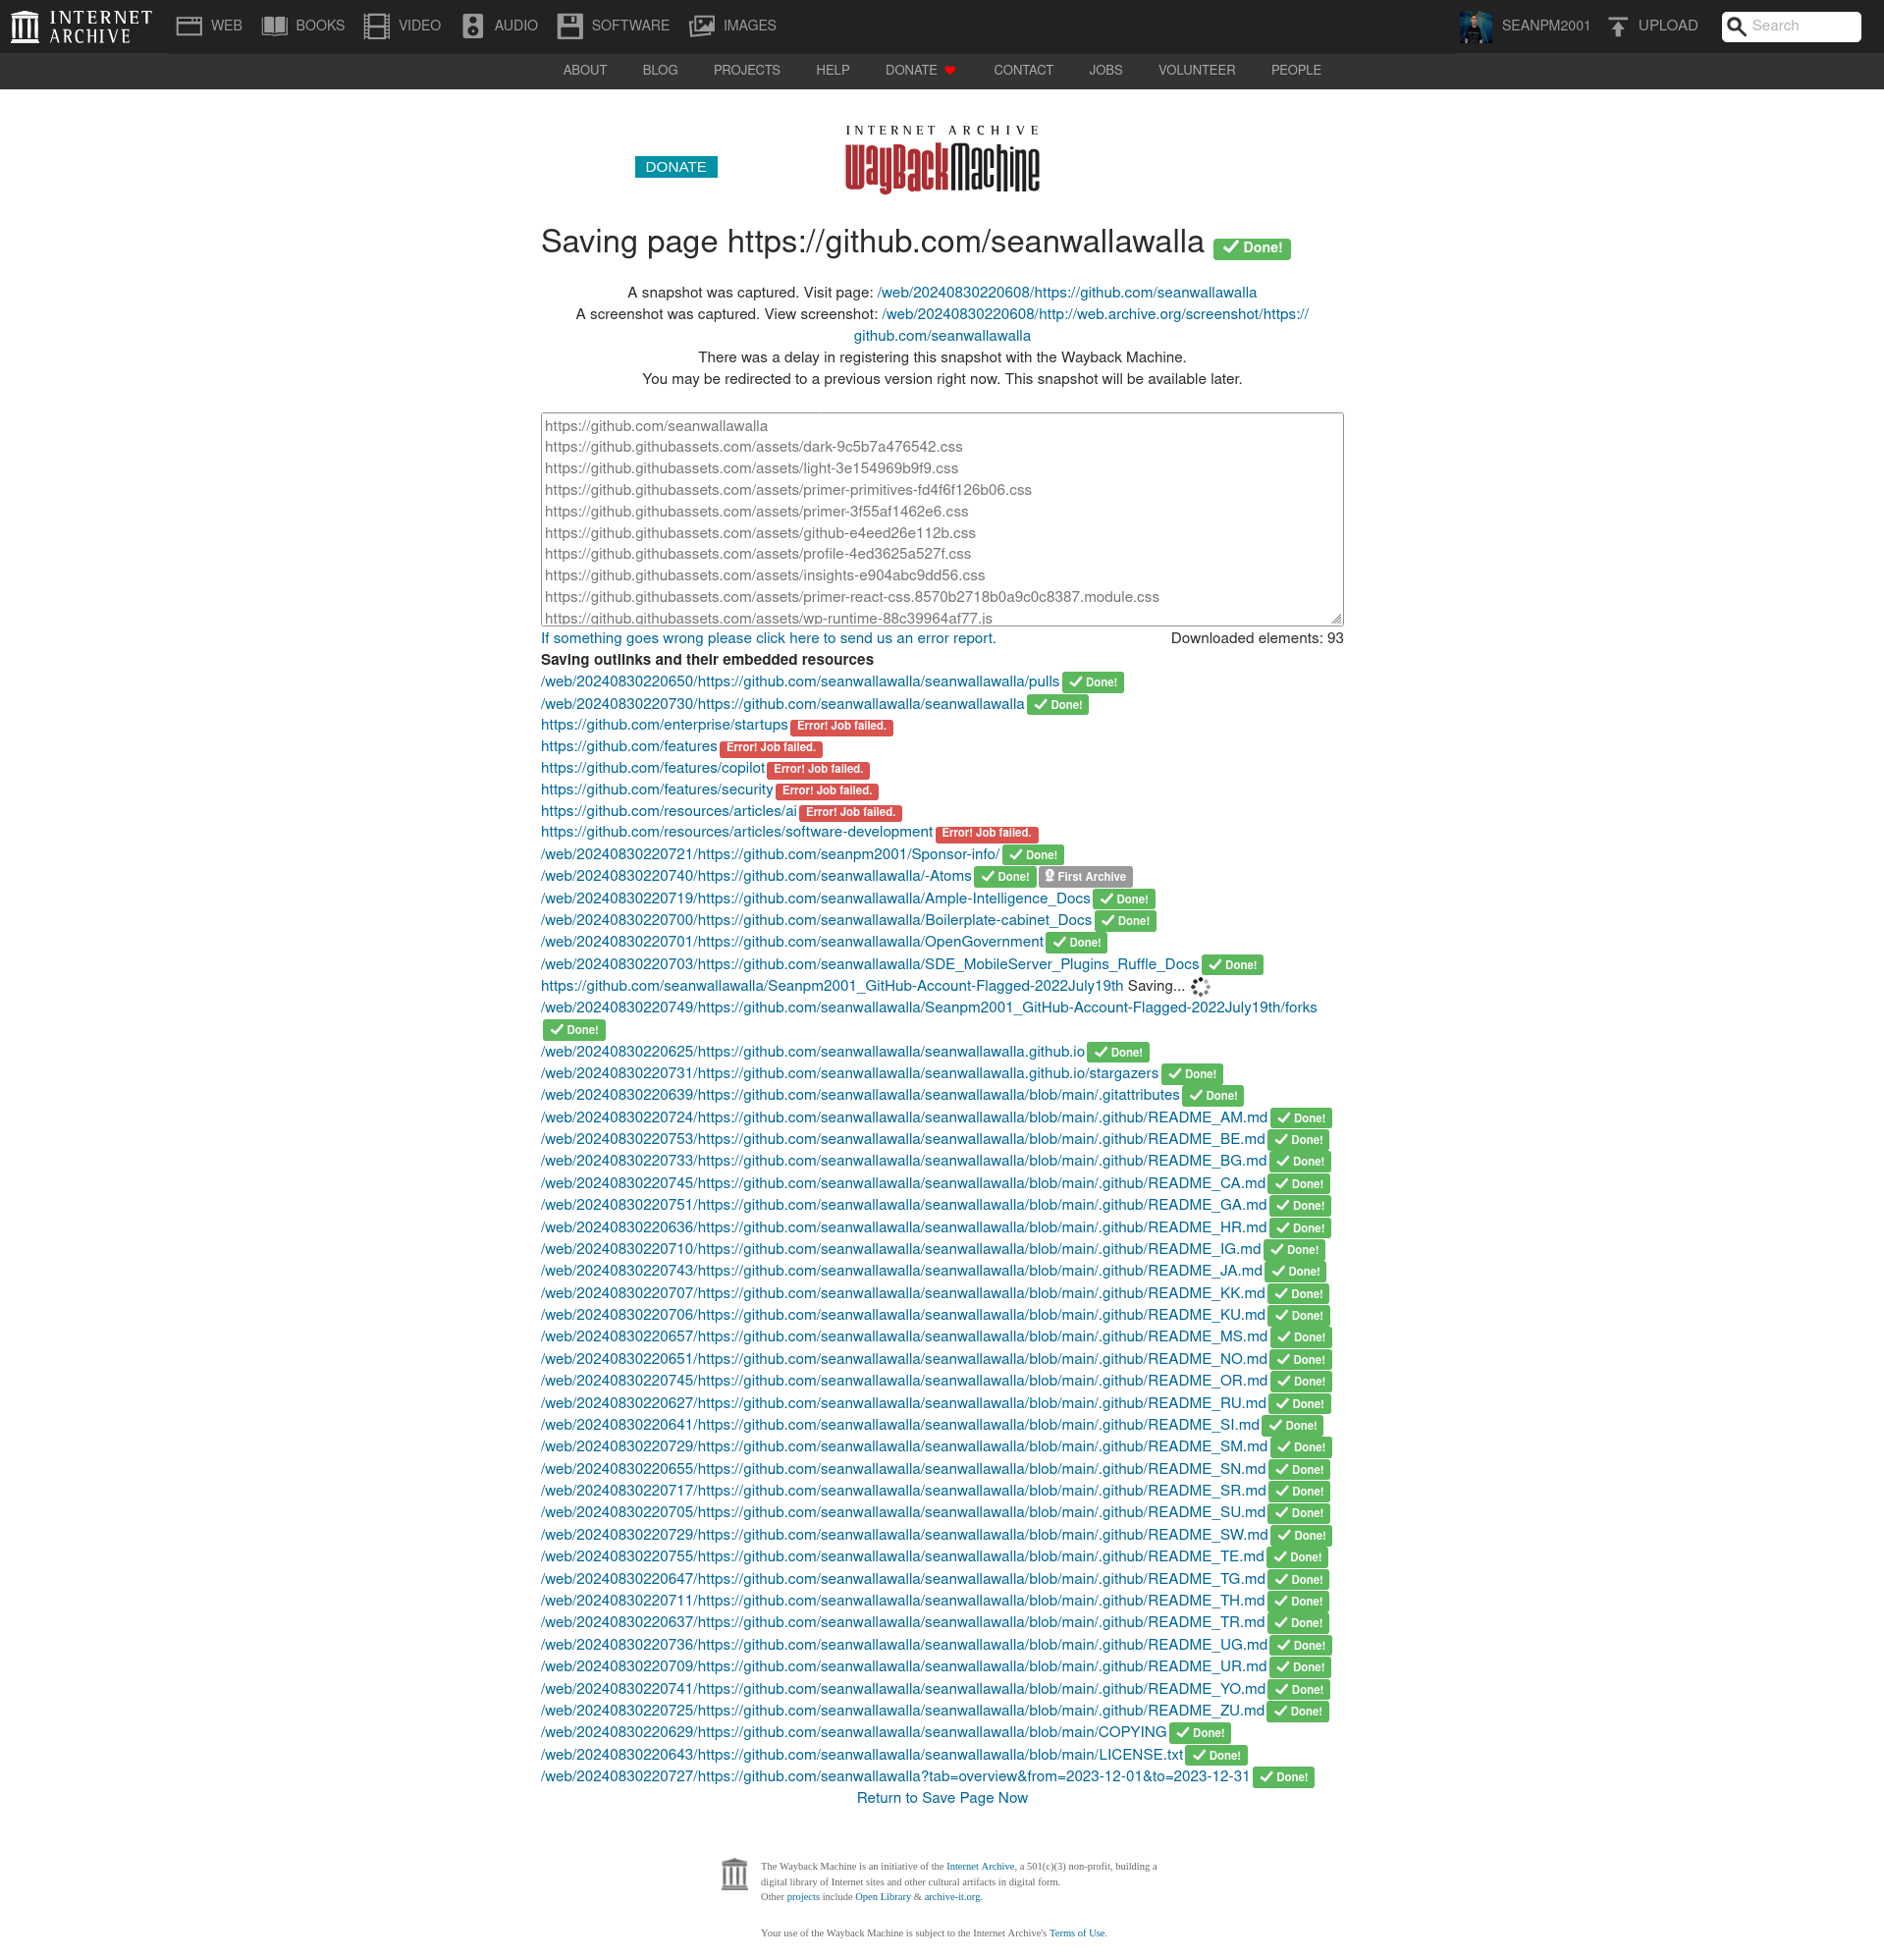 INTERNET ARCHIVE
WEB BOOKS VIDEO AUDIO SOFTWARE IMAGES SEANPM2001 UPLOAD Search
ABOUT BLOG PROJECTS HELP DONATE CONTACT JOBS VOLUNTEER PEOPLE
INTERNET ARCHIVE
DONATE
WayBackMachine
Saving page https://github.com/seanwallawalla Done!
A snapshot was captured. Visit page: /web/20240830220608/https://github.com/seanwallawalla
A screenshot was captured. View screenshot: /web/20240830220608/http://web.archive.org/screenshot/https://
github.com/seanwallawalla
There was a delay in registering this snapshot with the Wayback Machine.
You may be redirected to a previous version right now. This snapshot will be available later.
https://github.com/seanwallawalla
https://github.githubassets.com/assets/dark-9c5b7a476542.css
https://github.githubassets.com/assets/light-3e154969b9f9.css
https://github.githubassets.com/assets/primer-primitives-fd4f6f126b06.css
https://github.githubassets.com/assets/primer-3f55af1462e6.css
https://github.githubassets.com/assets/github-e4eed26e112b.css
https://github.githubassets.com/assets/profile-4ed3625a527f.css
https://github.githubassets.com/assets/insights-e904abc9dd56.css
https://github.githubassets.com/assets/primer-react-css.8570b2718b0a9c0c8387.module.css
https://github.githubassets.com/assets/wp-runtime-88c39964af77.js
If something goes wrong please click here to send us an error report. Downloaded elements: 93
Saving outlinks and their embedded resources
/web/20240830220650/https://github.com/seanwallawalla/seanwallawalla/pulls Done!
/web/20240830220730/https://github.com/seanwallawalla/seanwallawalla Done!
https://github.com/enterprise/startups Error! Job failed.
https://github.com/features Error! Job failed.
https://github.com/features/copilot Error! Job failed.
https://github.com/features/security Error! Job failed.
https://github.com/resources/articles/ai Error! Job failed.
https://github.com/resources/articles/software-development Error! Job failed.
/web/20240830220721/https://github.com/seanpm2001/Sponsor-info/ Done!
/web/20240830220740/https://github.com/seanwallawalla/-Atoms Done! First Archive
/web/20240830220719/https://github.com/seanwallawalla/Ample-Intelligence_Docs Done!
/web/20240830220700/https://github.com/seanwallawalla/Boilerplate-cabinet_Docs Done!
/web/20240830220701/https://github.com/seanwallawalla/OpenGovernment Done!
/web/20240830220703/https://github.com/seanwallawalla/SDE_MobileServer_Plugins_Ruffle_Docs Done!
https://github.com/seanwallawalla/Seanpm2001_GitHub-Account-Flagged-2022July19th Saving...
/web/20240830220749/https://github.com/seanwallawalla/Seanpm2001_GitHub-Account-Flagged-2022July19th/forks
Done!
/web/20240830220625/https://github.com/seanwallawalla/seanwallawalla.github.io Done!
/web/20240830220731/https://github.com/seanwallawalla/seanwallawalla.github.io/stargazers Done!
/web/20240830220639/https://github.com/seanwallawalla/seanwallawalla/blob/main/.gitattributes Done!
/web/20240830220724/https://github.com/seanwallawalla/seanwallawalla/blob/main/.github/README_AM.md Done!
/web/20240830220753/https://github.com/seanwallawalla/seanwallawalla/blob/main/.github/README_BE.md Done!
/web/20240830220733/https://github.com/seanwallawalla/seanwallawalla/blob/main/.github/README_BG.md Done!
/web/20240830220745/https://github.com/seanwallawalla/seanwallawalla/blob/main/.github/README_CA.md Done!
/web/20240830220751/https://github.com/seanwallawalla/seanwallawalla/blob/main/.github/README_GA.md Done!
/web/20240830220636/https://github.com/seanwallawalla/seanwallawalla/blob/main/.github/README_HR.md Done!
/web/20240830220710/https://github.com/seanwallawalla/seanwallawalla/blob/main/.github/README_IG.md Done!
/web/20240830220743/https://github.com/seanwallawalla/seanwallawalla/blob/main/.github/README_JA.md Done!
/web/20240830220707/https://github.com/seanwallawalla/seanwallawalla/blob/main/.github/README_KK.md Done!
/web/20240830220706/https://github.com/seanwallawalla/seanwallawalla/blob/main/.github/README_KU.md Done!
/web/20240830220657/https://github.com/seanwallawalla/seanwallawalla/blob/main/.github/README_MS.md Done!
/web/20240830220651/https://github.com/seanwallawalla/seanwallawalla/blob/main/.github/README_NO.md Done!
/web/20240830220745/https://github.com/seanwallawalla/seanwallawalla/blob/main/.github/README_OR.md Done!
/web/20240830220627/https://github.com/seanwallawalla/seanwallawalla/blob/main/.github/README_RU.md Done!
/web/20240830220641/https://github.com/seanwallawalla/seanwallawalla/blob/main/.github/README_SI.md Done!
/web/20240830220729/https://github.com/seanwallawalla/seanwallawalla/blob/main/.github/README_SM.md Done!
/web/20240830220655/https://github.com/seanwallawalla/seanwallawalla/blob/main/.github/README_SN.md Done!
/web/20240830220717/https://github.com/seanwallawalla/seanwallawalla/blob/main/.github/README_SR.md Done!
/web/20240830220705/https://github.com/seanwallawalla/seanwallawalla/blob/main/.github/README_SU.md Done!
/web/20240830220729/https://github.com/seanwallawalla/seanwallawalla/blob/main/.github/README_SW.md Done!
/web/20240830220755/https://github.com/seanwallawalla/seanwallawalla/blob/main/.github/README_TE.md Done!
/web/20240830220647/https://github.com/seanwallawalla/seanwallawalla/blob/main/.github/README_TG.md Done!
/web/20240830220711/https://github.com/seanwallawalla/seanwallawalla/blob/main/.github/README_TH.md Done!
/web/20240830220637/https://github.com/seanwallawalla/seanwallawalla/blob/main/.github/README_TR.md Done!
/web/20240830220736/https://github.com/seanwallawalla/seanwallawalla/blob/main/.github/README_UG.md Done!
/web/20240830220709/https://github.com/seanwallawalla/seanwallawalla/blob/main/.github/README_UR.md Done!
/web/20240830220741/https://github.com/seanwallawalla/seanwallawalla/blob/main/.github/README_YO.md Done!
/web/20240830220725/https://github.com/seanwallawalla/seanwallawalla/blob/main/.github/README_ZU.md Done!
/web/20240830220629/https://github.com/seanwallawalla/seanwallawalla/blob/main/COPYING Done!
/web/20240830220643/https://github.com/seanwallawalla/seanwallawalla/blob/main/LICENSE.txt Done!
/web/20240830220727/https://github.com/seanwallawalla?tab=overview&from=2023-12-01&to=2023-12-31 Done!
Return to Save Page Now
The Wayback Machine is an initiative of the Internet Archive, a 501(c)(3) non-profit, building a
digital library of Internet sites and other cultural artifacts in digital form.
Other projects include Open Library & archive-it.org.
Your use of the Wayback Machine is subject to the Internet Archive's Terms of Use.